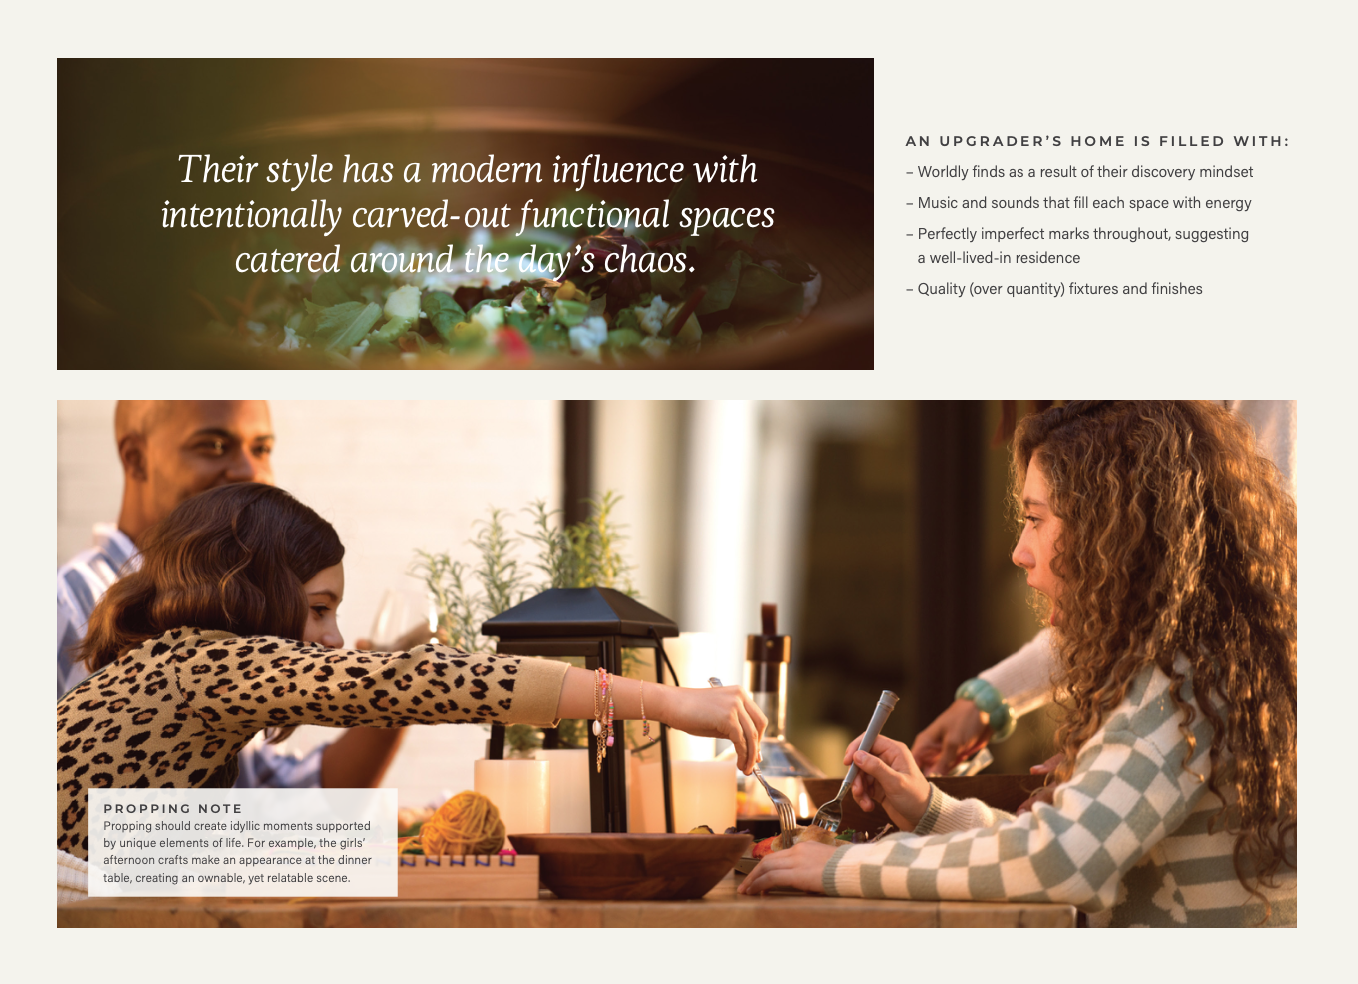 Their style has a modern influence with
intentionally carved-out functional spaces
catered around the day’s chaos.
AN UPGRADER’S HOME IS FILLED WITH:
– Worldly finds as a result of their discovery mindset
– Music and sounds that fill each space with energy
– Perfectly imperfect marks throughout, suggesting
a well-lived-in residence
– Quality (over quantity) fixtures and finishes
PROPPING NOTE
Propping should create idyllic moments supported
by unique elements of life. For example, the girls’
afternoon crafts make an appearance at the dinner
table, creating an ownable, yet relatable scene.